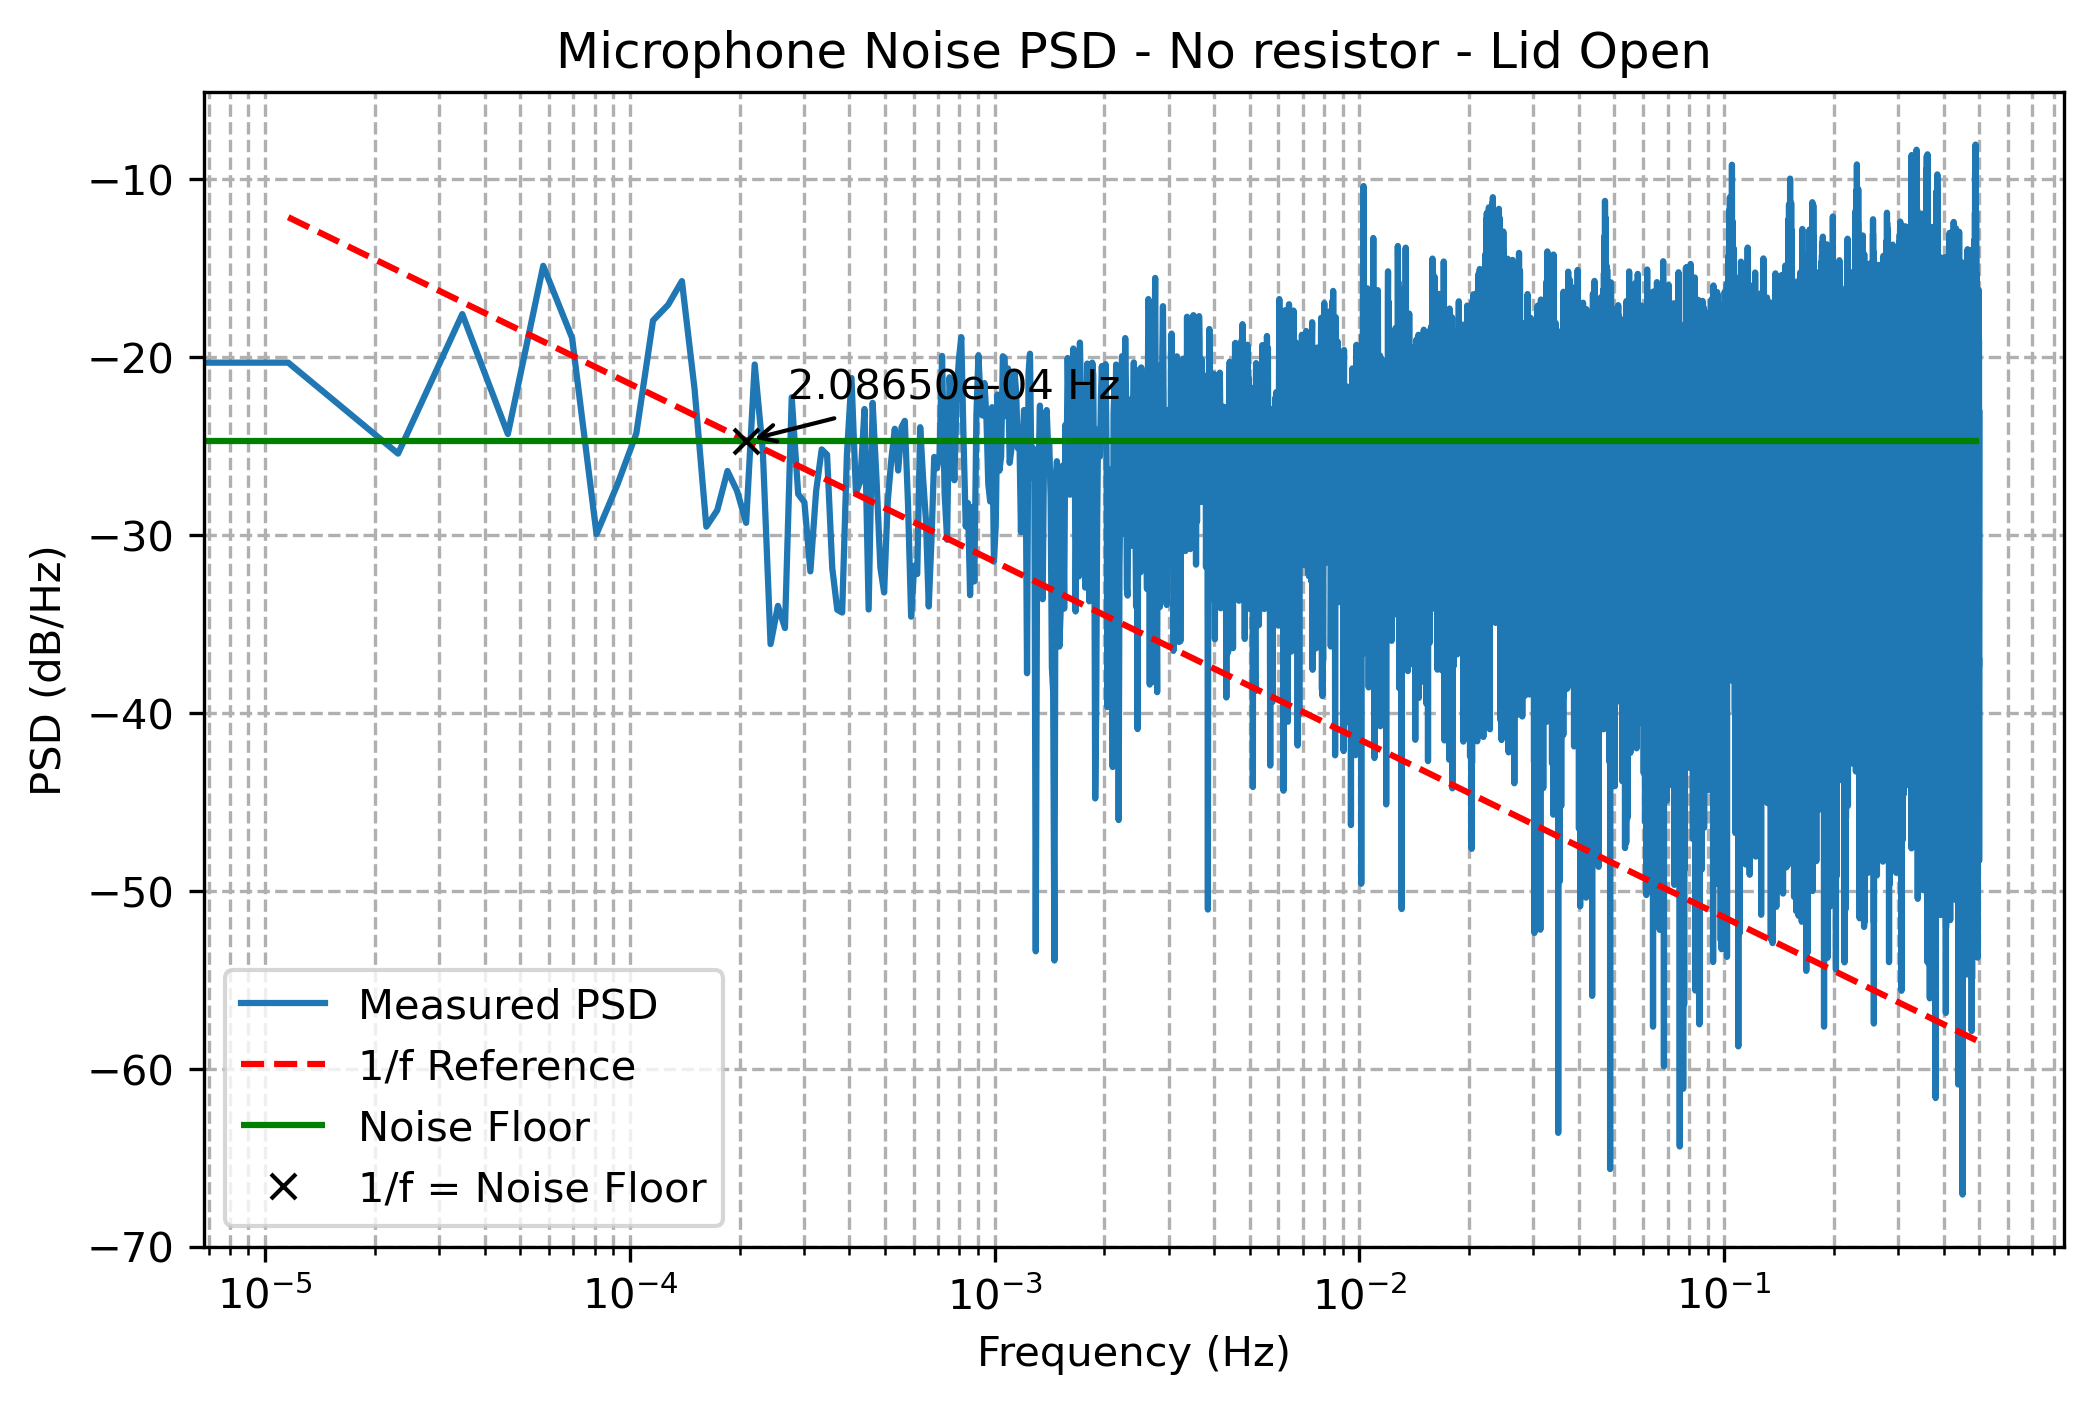 Microphone Noise PSD - No resistor - Lid Open
−10
−20
−30
−40
−50
−60
−70
PSD (dB/Hz)
2.08650e-04 Hz
Measured PSD
1/f Reference
Noise Floor
1/f = Noise Floor
10⁻⁵ 10⁻⁴ 10⁻³ 10⁻² 10⁻¹
Frequency (Hz)